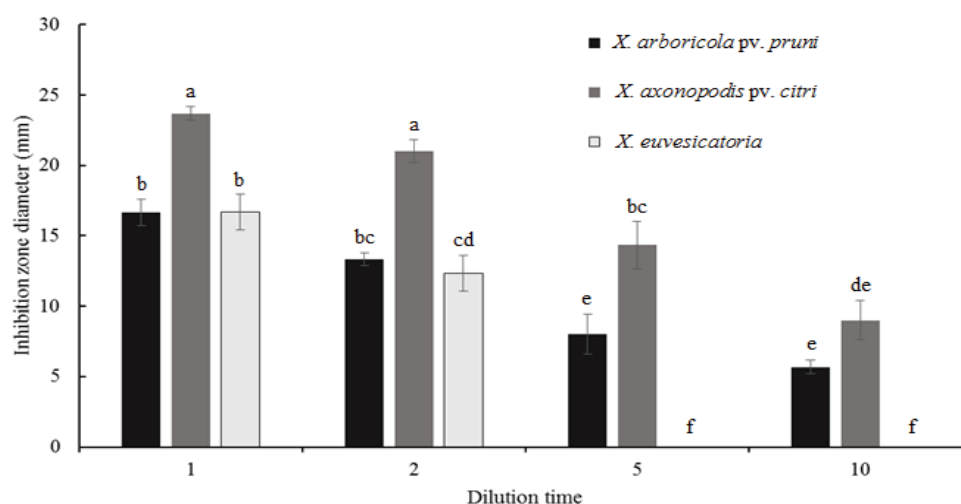 30
25
20
15
10
5
0
Inhibition zone diameter (mm)
X. arboricola pv. pruni
X. axonopodis pv. citri
X. euvesicatoria
b
a
b
bc
a
cd
e
bc
f
e
de
f
1
2
5
10
Dilution time